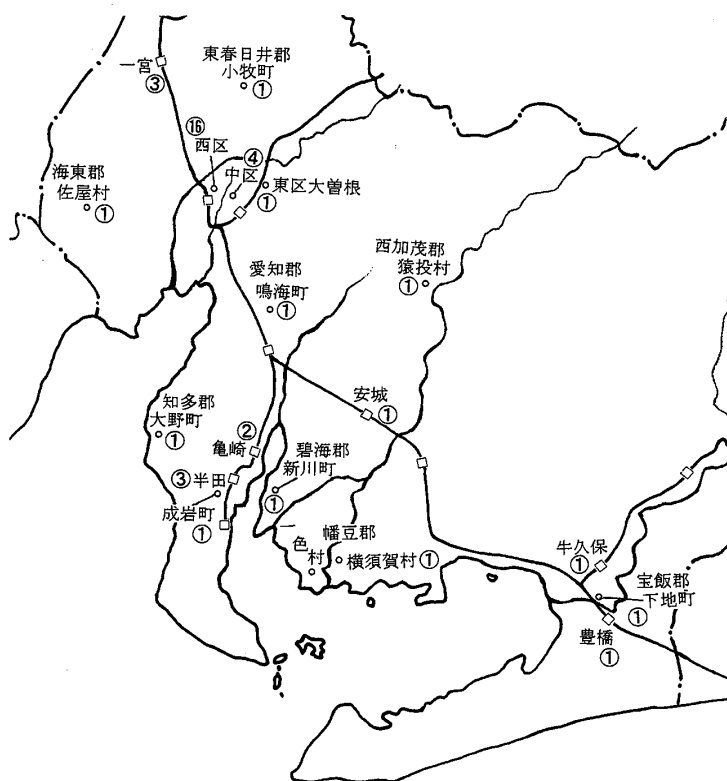 東春日井郡
小牧町
①
一宮
③
⑯
西区
④
中区
東区大曽根
①
海東郡
佐屋村
①
愛知郡
鳴海町
①
西加茂郡
猿投村
①
安城
①
知多郡
大野町
①
②
亀崎
③半田
成岩町
①
碧海郡
新川町
①
一色村
幡豆郡
横須賀村①
牛久保
①
宝飯郡
下地町
①
豊橋
①